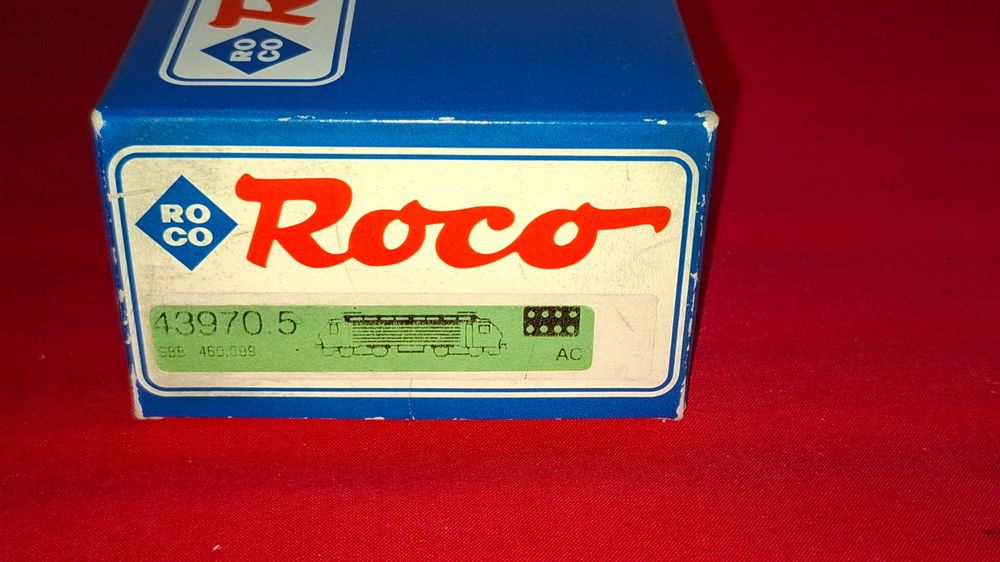 R
RO
CO
RO
CO
Roco
43970.5
SBB 460.099
AC